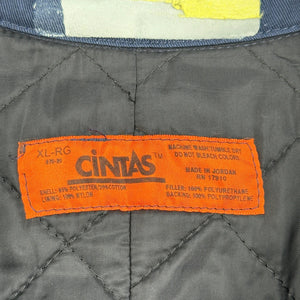 XL-RG
CINTAS TM
SHELL: 65% POLYESTER/35% COTTON
LINING: 100% NYLON
MACHINE WASH, TUMBLE DRY
DO NOT BLEACH COLORS
MADE IN JORDAN
RN 17910
FILLER: 100% POLYURETHANE
BACKING: 100% POLYPROPYLENE